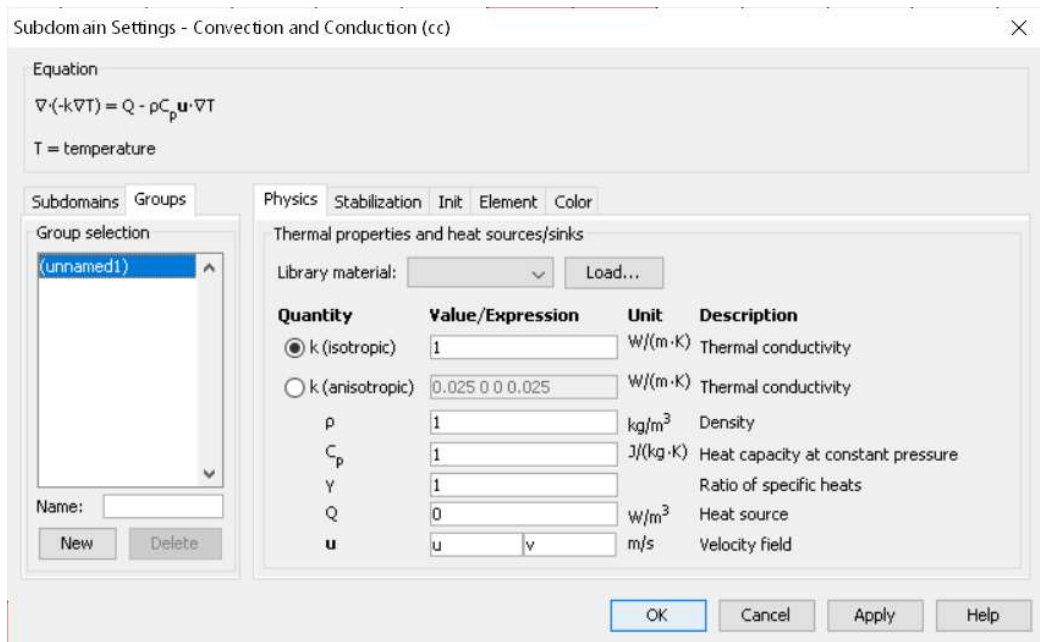 Subdomain Settings - Convection and Conduction (cc)
Equation
∇·(-k∇T) = Q - ρCₚ𝐮·∇T
T = temperature
Subdomains Groups
Group selection
(unnamed1)
Name:
New Delete
Physics Stabilization Init Element Color
Thermal properties and heat sources/sinks
Library material: Load...
Quantity Value/Expression Unit Description
k (isotropic) 1 W/(m·K) Thermal conductivity
k (anisotropic) 0.025 0 0 0.025 W/(m·K) Thermal conductivity
ρ 1 kg/m³ Density
Cₚ 1 J/(kg·K) Heat capacity at constant pressure
γ 1 Ratio of specific heats
Q 0 W/m³ Heat source
u u v m/s Velocity field
OK Cancel Apply Help